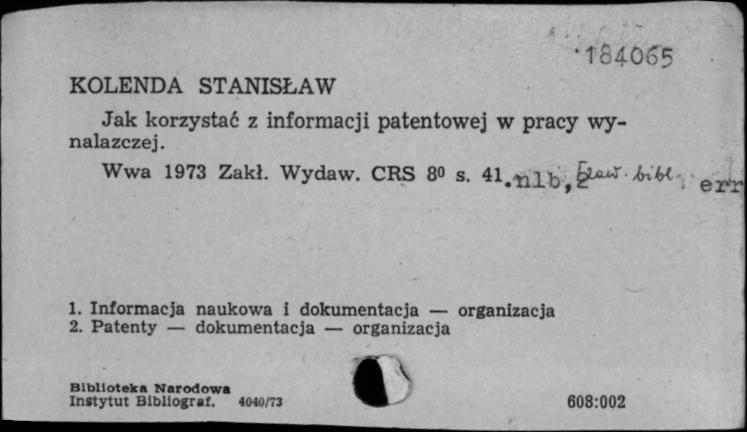 184065
KOLENDA STANISŁAW
Jak korzystać z informacji patentowej w pracy wy-
nalazczej.
Wwa 1973 Zakł. Wydaw. CRS 8⁰ s. 41.nlb, bibl. err
1. Informacja naukowa i dokumentacja — organizacja
2. Patenty — dokumentacja — organizacja
Biblioteka Narodowa
Instytut Bibliograf. 4040/73 608:002